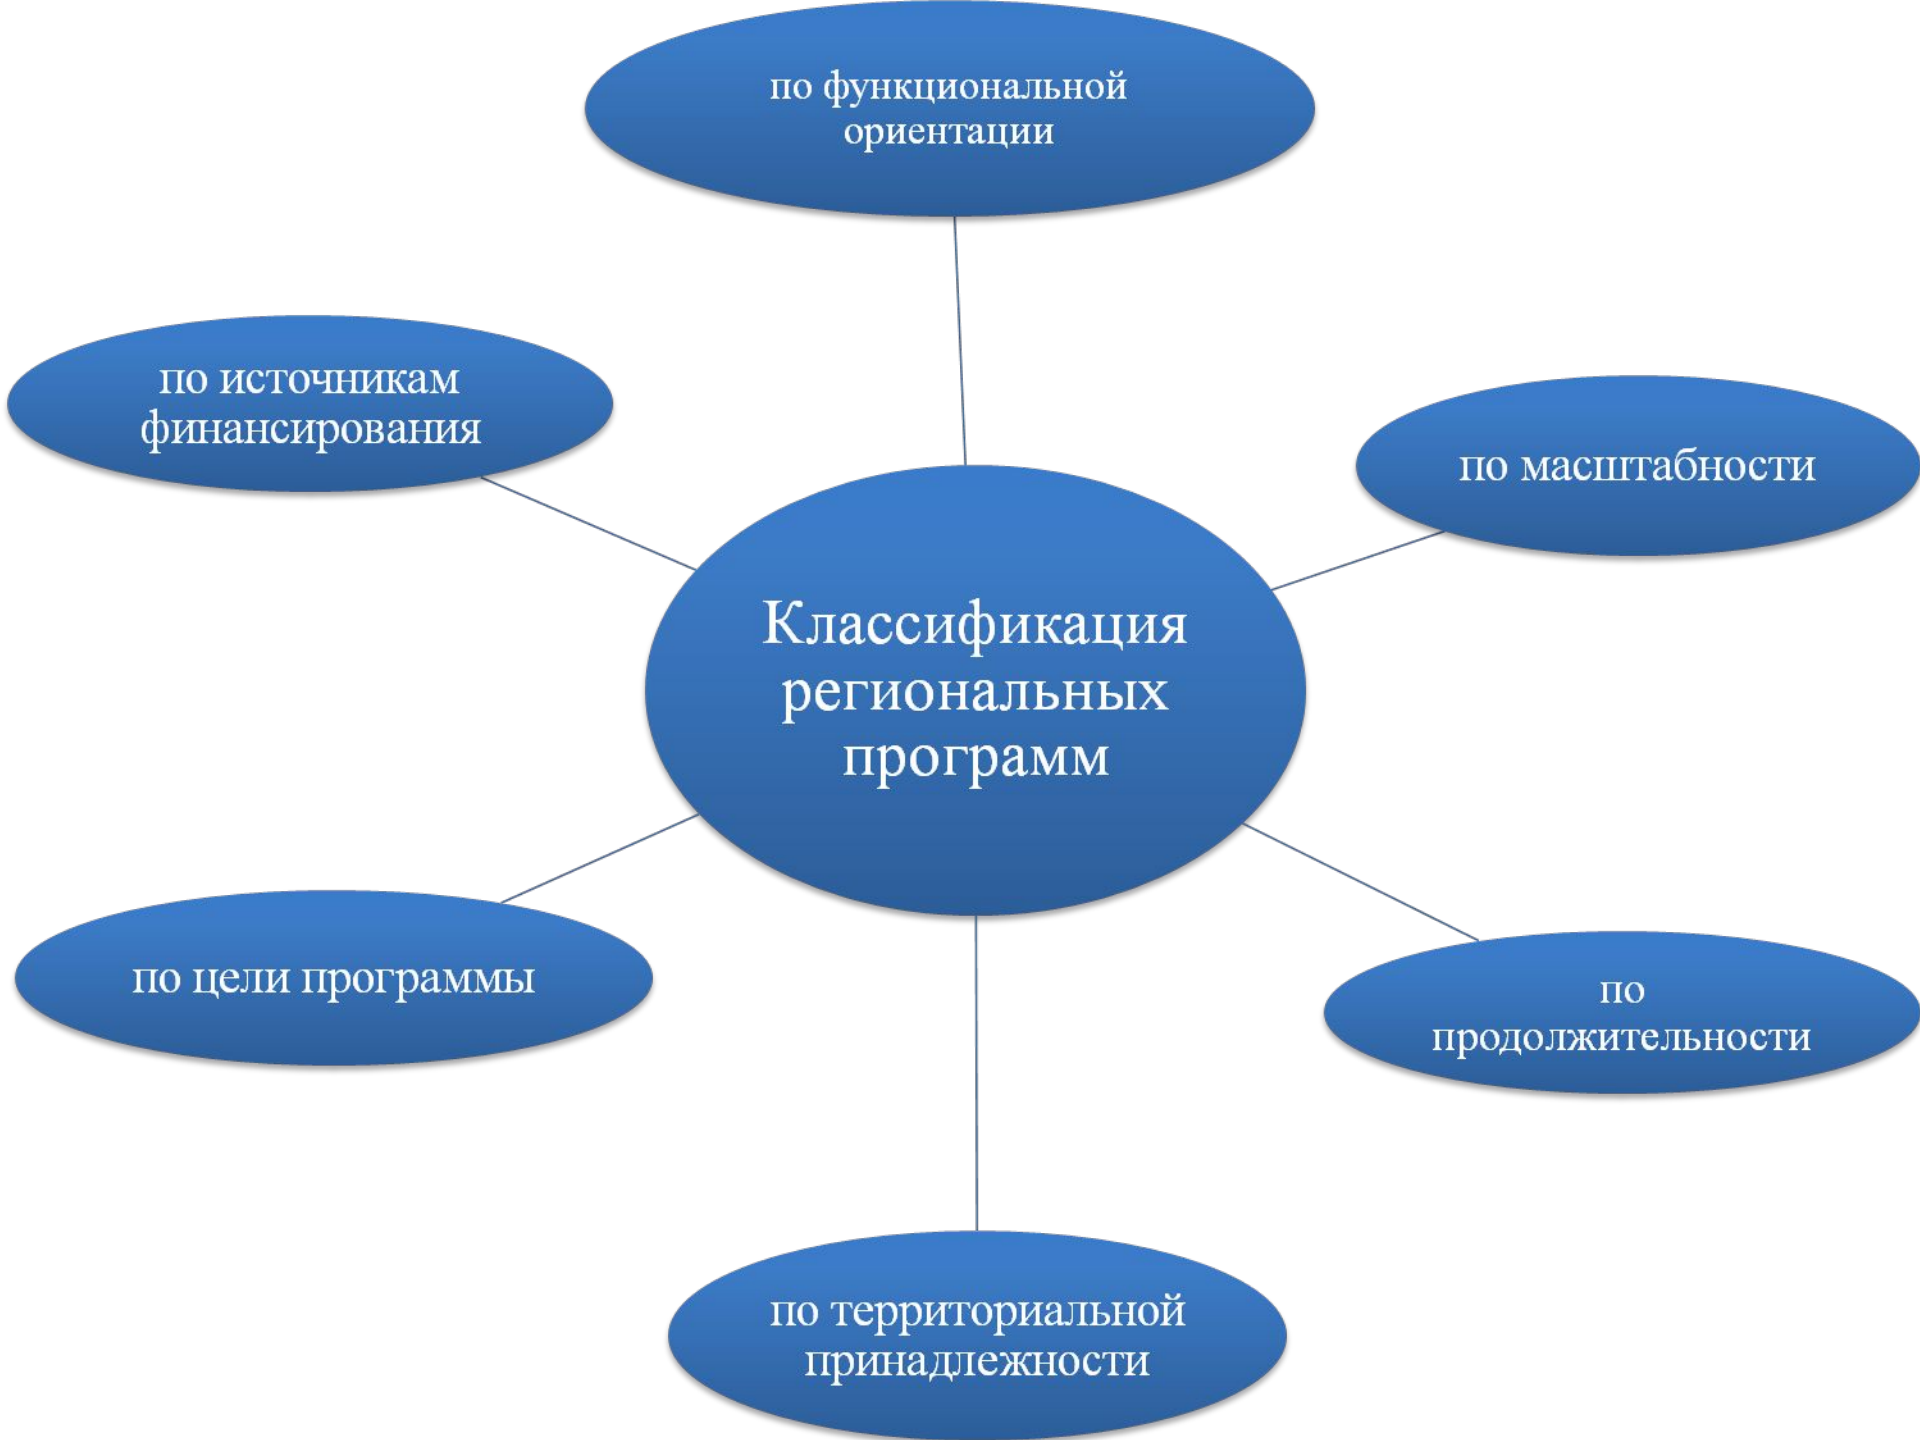 по функциональной
ориентации
по источникам
финансирования
по масштабности
Классификация
региональных
программ
по цели программы
по
продолжительности
по территориальной
принадлежности